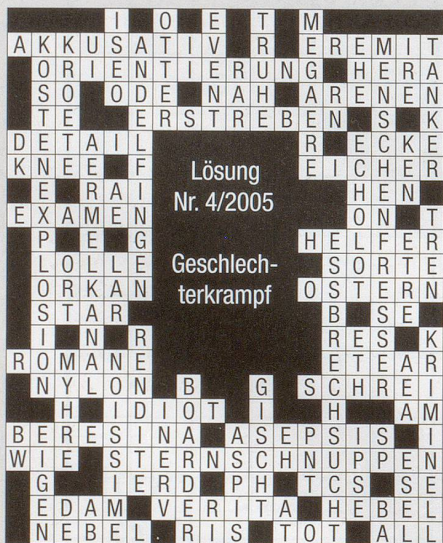 I O E T M
AKKUSATIV R EREMIT
ORIENTIERUNG HERA
SO ODE NAH ARENEN
TE ERSTREBEN S K
DETAIL R ECKE
KNEE F EICHER
E RAI HEN
EXAMEN ON T
P E G HELFER
LOLLE SORTE
ORKAN OSTERN
STAR B SE
I N R RES K
ROMANE ETEAR
NYLON B G SCHREI
H IDIOT I H AM
BERESINA ASEPSIS I
WIE STERNSCHNUPPEN
G IERD PH TCS SE
EDAM VERITA HEBEL
NEBEL RIS TOT ALL
Lösung
Nr. 4/2005
Geschlech-
terkrampf